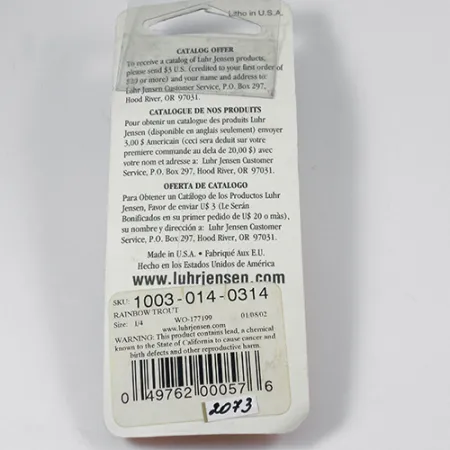 Litho in U.S.A.
CATALOG OFFER
To receive a catalog of Luhr Jensen products,
please send $3 U.S. (credited to your first order of
$20 or more) and your name and address to:
Luhr Jensen Customer Service, P.O. Box 297,
Hood River, OR 97031.
CATALOGUE DE NOS PRODUITS
Pour obtenir un catalogue des produits Luhr
Jensen (disponible en anglais seulement) envoyer
3,00 $ Americain (ceci sera deduit sur votre
premiere commande au dela de 20,00 $) avec
votre nom et adresse a: Luhr Jensen Customer
Service, P.O. Box 297, Hood River, OR 97031.
OFERTA DE CATALOGO
Para Obtener un Catálogo de los Productos Luhr
Jensen, Favor de enviar U$ 3 (Le Serán
Bonificados en su primer pedido de U$ 20 o màs),
su nombre y dirección a: Luhr Jensen Customer
Service, P.O. Box 297, Hood River, OR 97031.
Made in U.S.A. • Fabriqué Aux E.U.
Hecho en los Estados Unidos de América
www.luhrjensen.com
SKU: 1003-014-0314
RAINBOW TROUT
Size: 1/4 WO-177199 01/08/02
www.luhrjensen.com
WARNING: This product contains lead, a chemical
known to the State of California to cause cancer and
birth defects and other reproductive harm.
0 49762 00057 6
2073